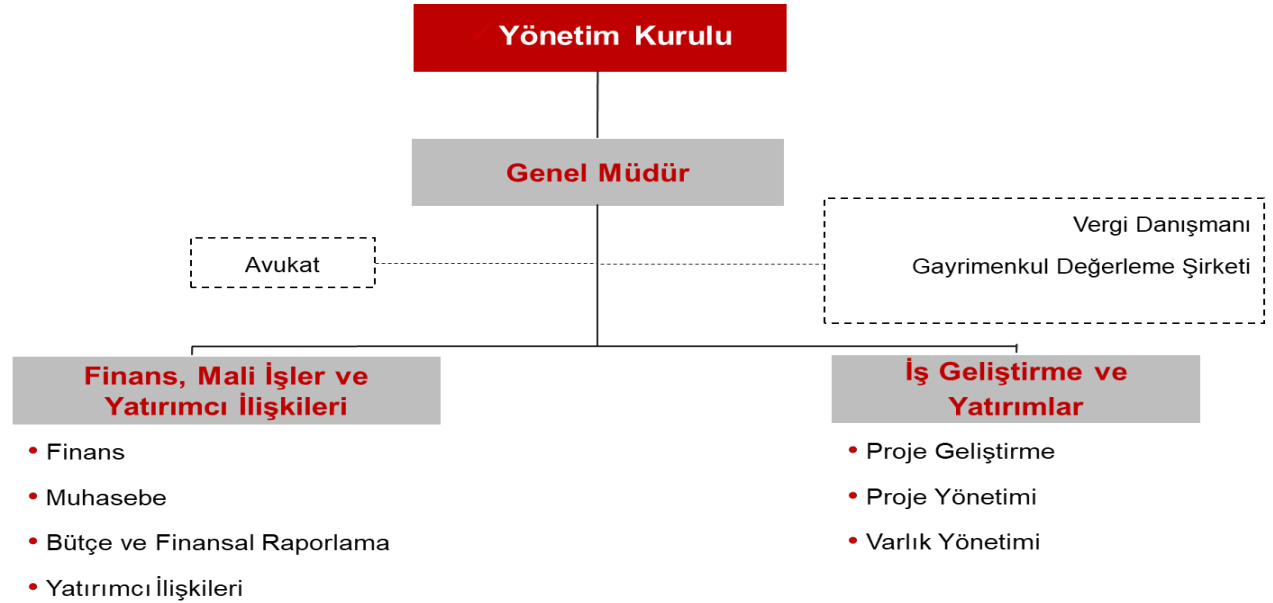 Yönetim Kurulu
Genel Müdür
Avukat
Vergi Danışmanı
Gayrimenkul Değerleme Şirketi
Finans, Mali İşler ve
Yatırımcı İlişkileri
• Finans
• Muhasebe
• Bütçe ve Finansal Raporlama
• Yatırımcı İlişkileri
İş Geliştirme ve
Yatırımlar
• Proje Geliştirme
• Proje Yönetimi
• Varlık Yönetimi